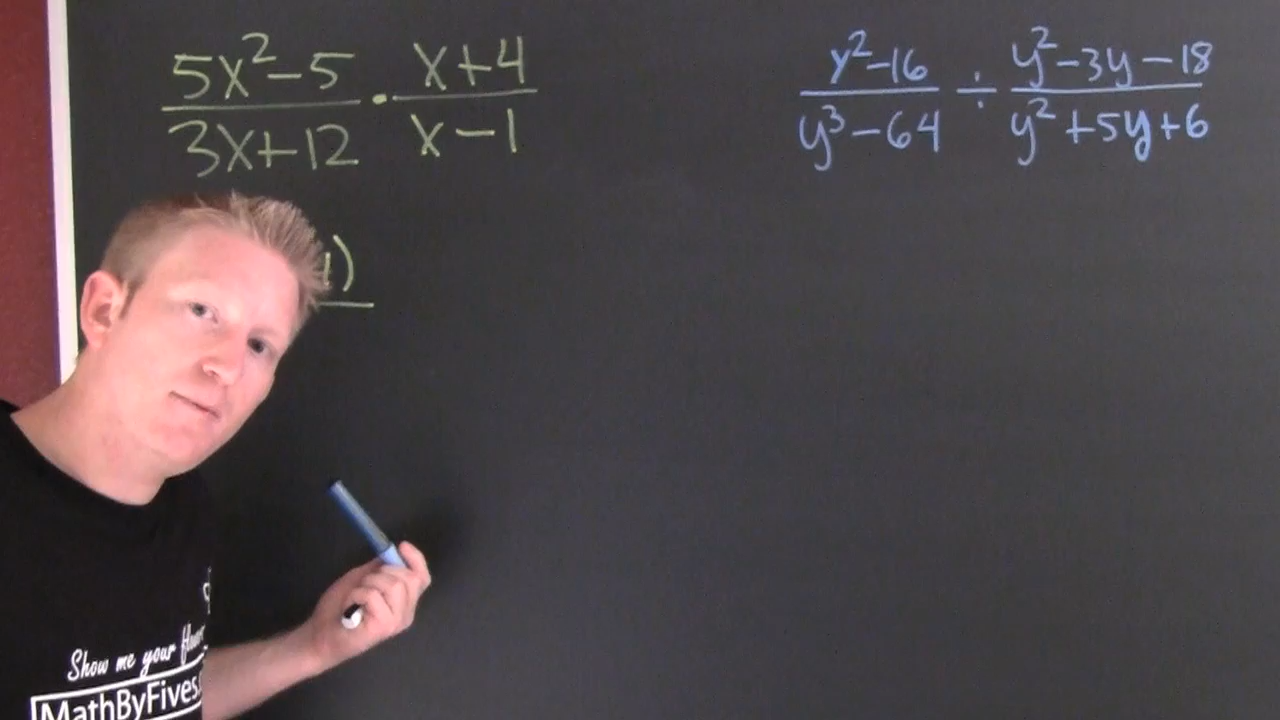 5x²-5 / 3x+12 · x+4 / x-1
y²-16 / y³-64 ÷ y²-3y-18 / y²+5y+6
)
Show me your
MathByFives